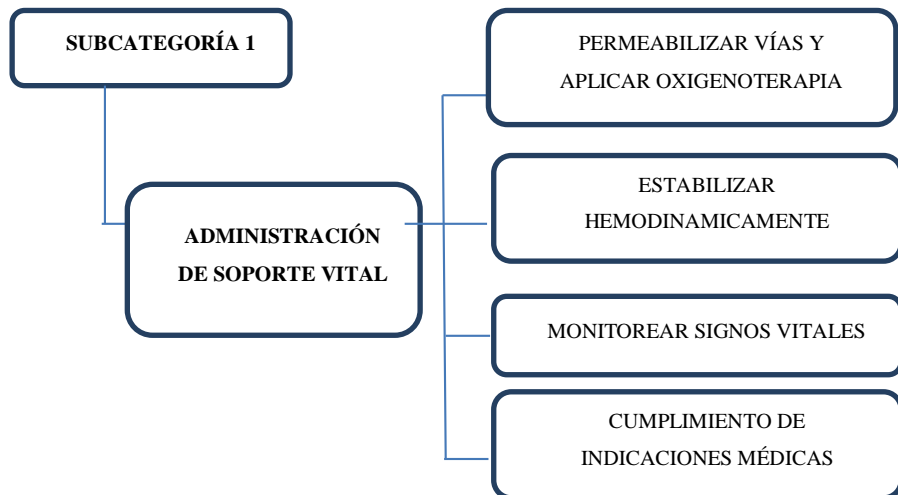 SUBCATEGORÍA 1
ADMINISTRACIÓN
DE SOPORTE VITAL
PERMEABILIZAR VÍAS Y
APLICAR OXIGENOTERAPIA
ESTABILIZAR
HEMODINAMICAMENTE
MONITOREAR SIGNOS VITALES
CUMPLIMIENTO DE
INDICACIONES MÉDICAS